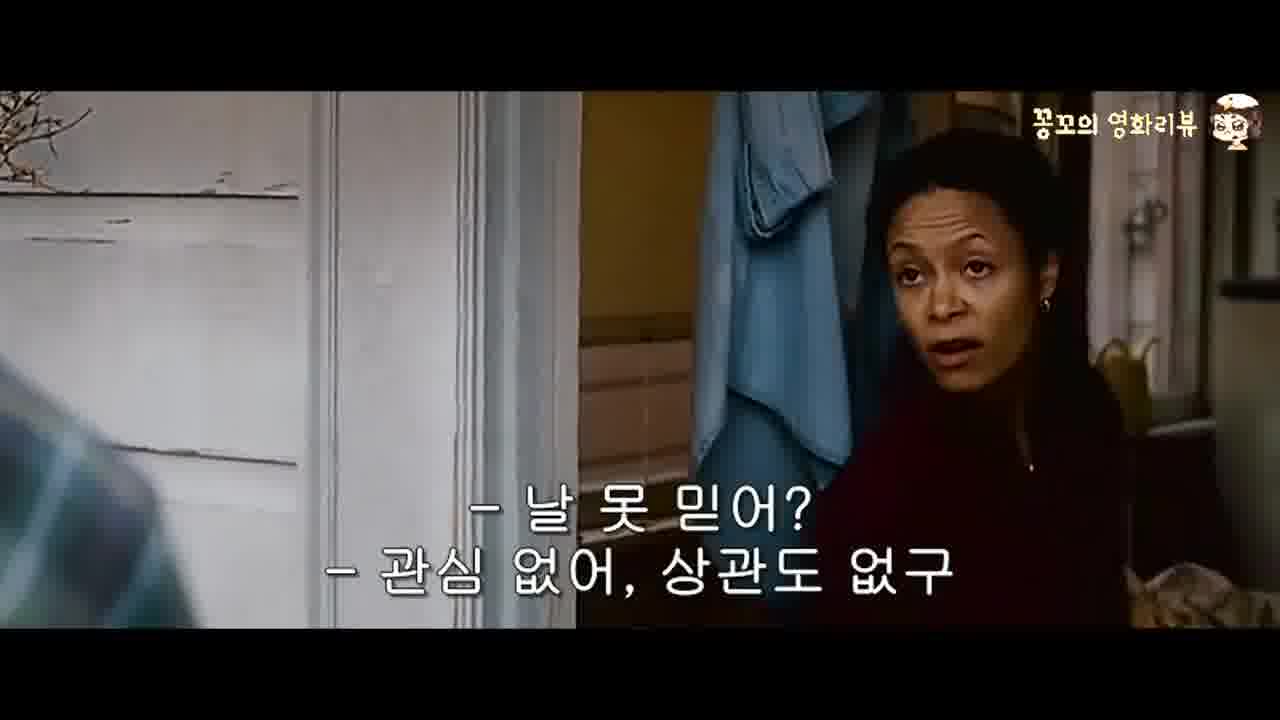 꽁꼬의 영화리뷰
- 날 못 믿어?
- 관심 없어, 상관도 없구